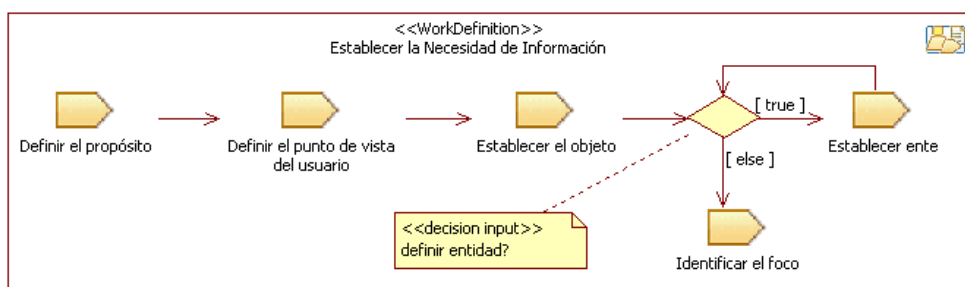 <<WorkDefinition>>
Establecer la Necesidad de Información
Definir el propósito
Definir el punto de vista
del usuario
Establecer el objeto
[ true ]
Establecer ente
[ else ]
<<decision input>>
definir entidad?
Identificar el foco